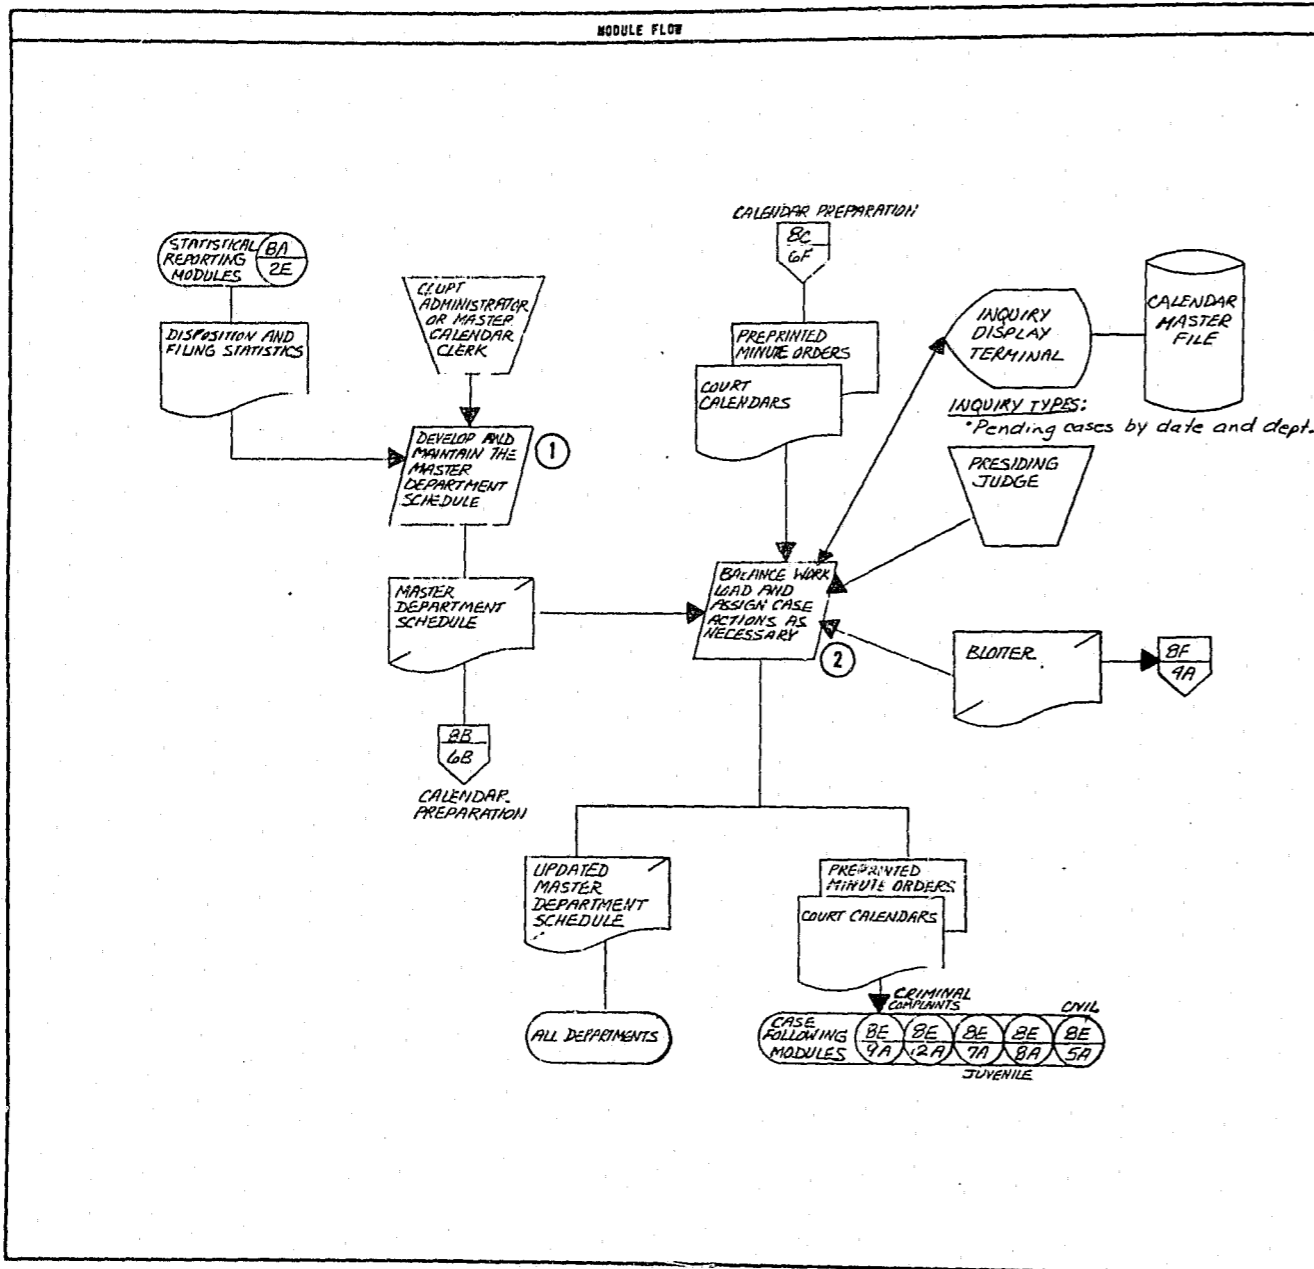 MODULE FLOW
CALENDAR PREPARATION
8C
6F
STATISTICAL
REPORTING
MODULES
8A
2E
DISPOSITION AND
FILING STATISTICS
ADMINISTRATOR
OR MASTER
CALENDAR
CLERK
PREPRINTED
MINUTE ORDERS
COURT
CALENDARS
INQUIRY
DISPLAY
TERMINAL
CALENDAR
MASTER
FILE
INQUIRY TYPES:
*Pending cases by date and dept.
DEVELOP AND
MAINTAIN THE
MASTER
DEPARTMENT
SCHEDULE
1
PRESIDING
JUDGE
MASTER
DEPARTMENT
SCHEDULE
BALANCE WORK
LOAD AND
ASSIGN CASE
ACTIONS AS
NECESSARY
2
BLOTTER
8F
4A
8B
6B
CALENDAR
PREPARATION
UPDATED
MASTER
DEPARTMENT
SCHEDULE
PREPRINTED
MINUTE ORDERS
COURT CALENDARS
ALL DEPARTMENTS
CRIMINAL
COMPLAINTS
CIVIL
CASE
FOLLOWING
MODULES
8E
9A
8E
12A
8E
7A
8E
8A
8E
5A
JUVENILE